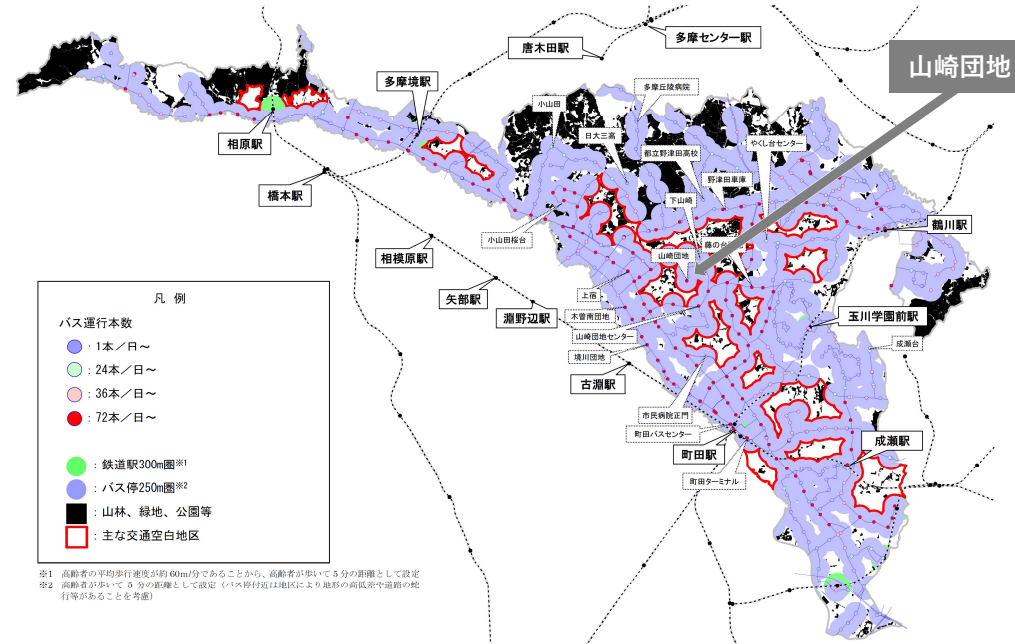 多摩センター駅
唐木田駅
山崎団地
多摩境駅
多摩丘陵病院
小山田
日大三高
やくし台センター
相原駅
都立野津田高校
野津田車庫
橋本駅
下山崎
鶴川駅
小山田桜台
藤の台
相模原駅
山崎団地
矢部駅
上宿
淵野辺駅
木曽南団地
玉川学園前駅
山崎団地センター
成瀬台
境川団地
古淵駅
市民病院正門
町田バスセンター
成瀬駅
町田駅
町田ターミナル
凡 例
バス運行本数
:1本/日~
:24本/日~
:36本/日~
:72本/日~
:鉄道駅300m圏※1
:バス停250m圏※2
:山林、緑地、公園等
:主な交通空白地区
※1 高齢者の平均歩行速度が約60m/分であることから、高齢者が歩いて5分の距離として設定
※2 高齢者が歩いて 5 分の距離として設定(バス停付近は地区により地形の高低差や道路の蛇
行等があることを考慮)